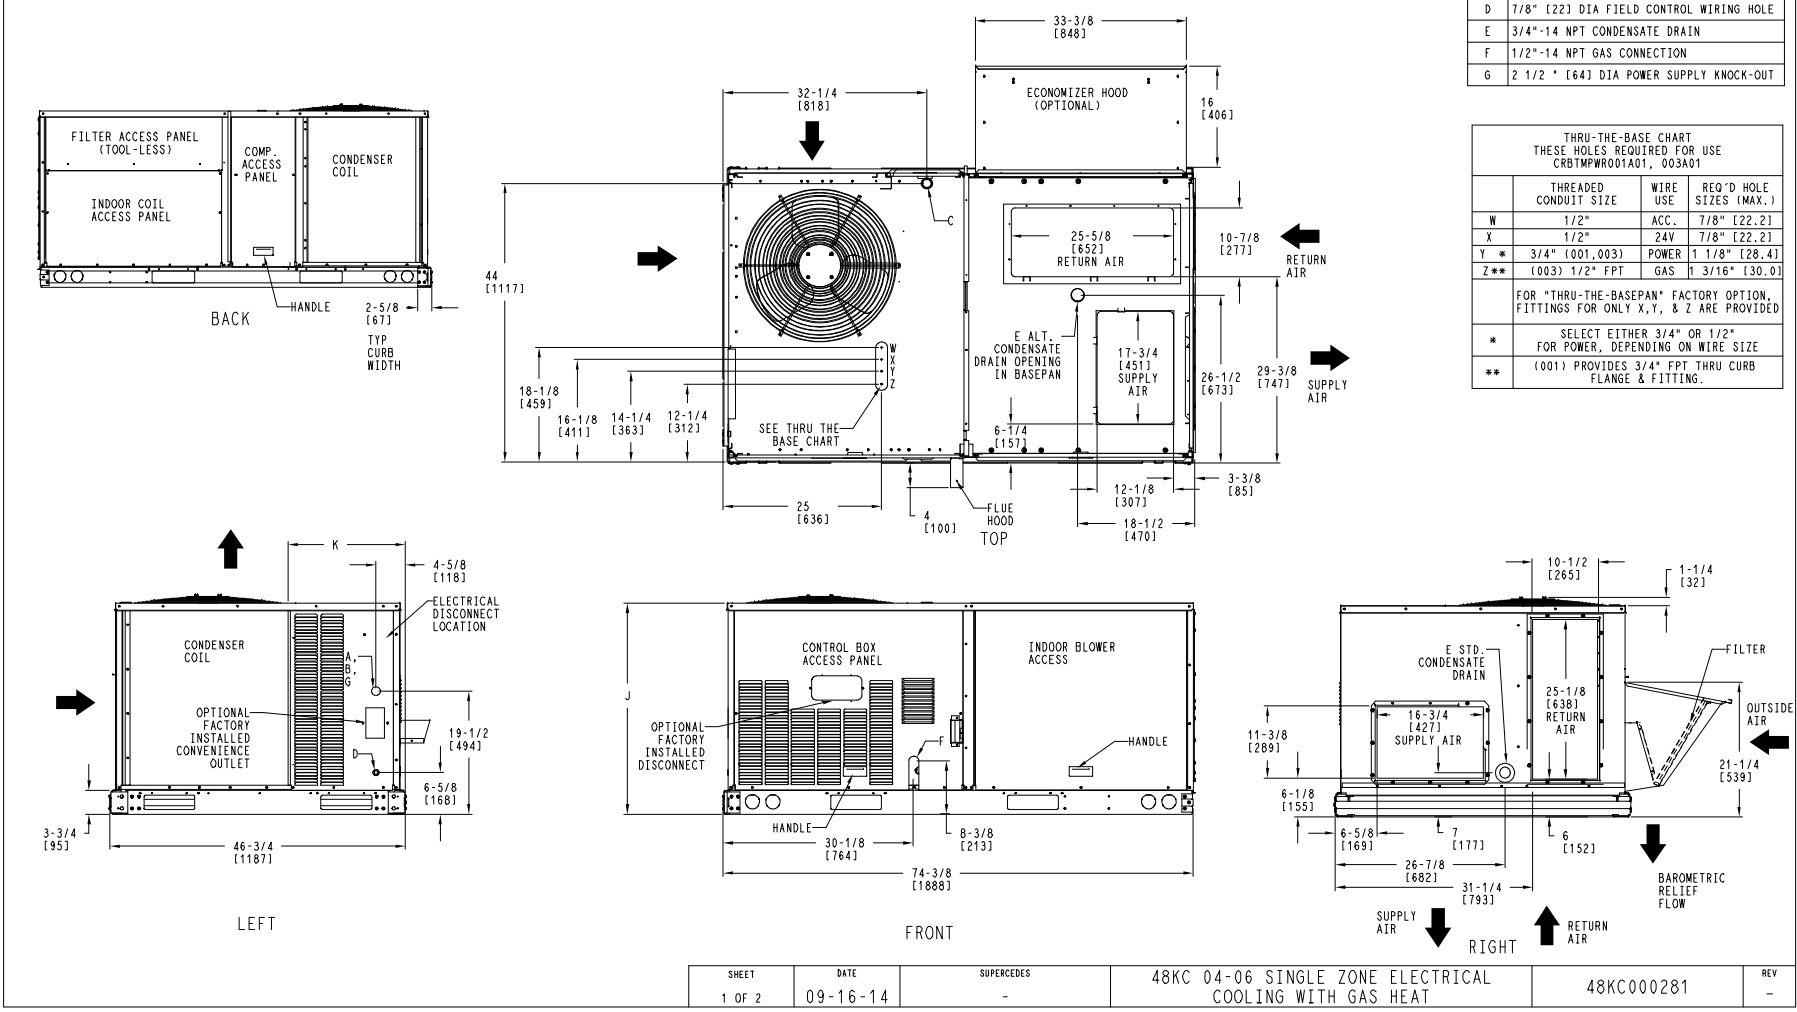 D 7/8" [22] DIA FIELD CONTROL WIRING HOLE
E 3/4"-14 NPT CONDENSATE DRAIN
F 1/2"-14 NPT GAS CONNECTION
G 2 1/2 " [64] DIA POWER SUPPLY KNOCK-OUT
THRU-THE-BASE CHART
THESE HOLES REQUIRED FOR USE
CRBTMPWR001A01, 003A01
THREADED CONDUIT SIZE WIRE USE REQ'D HOLE SIZES (MAX.)
W 1/2" ACC. 7/8" [22.2]
X 1/2" 24V 7/8" [22.2]
Y * 3/4" (001,003) POWER 1 1/8" [28.4]
Z ** (003) 1/2" FPT GAS 1 3/16" [30.0]
FOR "THRU-THE-BASEPAN" FACTORY OPTION,
FITTINGS FOR ONLY X,Y, & Z ARE PROVIDED
* SELECT EITHER 3/4" OR 1/2"
FOR POWER, DEPENDING ON WIRE SIZE
** (001) PROVIDES 3/4" FPT THRU CURB
FLANGE & FITTING.
FILTER ACCESS PANEL
(TOOL-LESS)
INDOOR COIL
ACCESS PANEL
COMP.
ACCESS
PANEL
CONDENSER
COIL
HANDLE
2-5/8
[67]
TYP
CURB
WIDTH
BACK
33-3/8
[848]
32-1/4
[818]
ECONOMIZER HOOD
(OPTIONAL)
16
[406]
C
44
[1117]
25-5/8
[652]
RETURN AIR
10-7/8
[277]
RETURN
AIR
E ALT.
CONDENSATE
DRAIN OPENING
IN BASEPAN
17-3/4
[451]
SUPPLY
AIR
26-1/2
[673]
29-3/8
[747]
SUPPLY
AIR
W
X
Y
Z
18-1/8
[459]
16-1/8
[411]
14-1/4
[363]
12-1/4
[312]
SEE THRU THE
BASE CHART
6-1/4
[157]
25
[636]
4
[100]
FLUE
HOOD
12-1/8
[307]
3-3/8
[85]
18-1/2
[470]
TOP
K
4-5/8
[118]
ELECTRICAL
DISCONNECT
LOCATION
CONDENSER
COIL
A,
B,
G
OPTIONAL
FACTORY
INSTALLED
CONVENIENCE
OUTLET
D
19-1/2
[494]
6-5/8
[168]
3-3/4
[95]
46-3/4
[1187]
LEFT
J
CONTROL BOX
ACCESS PANEL
INDOOR BLOWER
ACCESS
OPTIONAL
FACTORY
INSTALLED
DISCONNECT
F
HANDLE
HANDLE
30-1/8
[764]
8-3/8
[213]
74-3/8
[1888]
FRONT
10-1/2
[265]
1-1/4
[32]
E STD.
CONDENSATE
DRAIN
FILTER
25-1/8
[638]
RETURN
AIR
16-3/4
[427]
SUPPLY AIR
11-3/8
[289]
OUTSIDE
AIR
21-1/4
[539]
6-1/8
[155]
6-5/8
[169]
7
[177]
6
[152]
26-7/8
[682]
31-1/4
[793]
BAROMETRIC
RELIEF
FLOW
SUPPLY
AIR
RETURN
AIR
RIGHT
SHEET
1 OF 2
DATE
09-16-14
SUPERCEDES
-
48KC 04-06 SINGLE ZONE ELECTRICAL
COOLING WITH GAS HEAT
48KC000281
REV
-